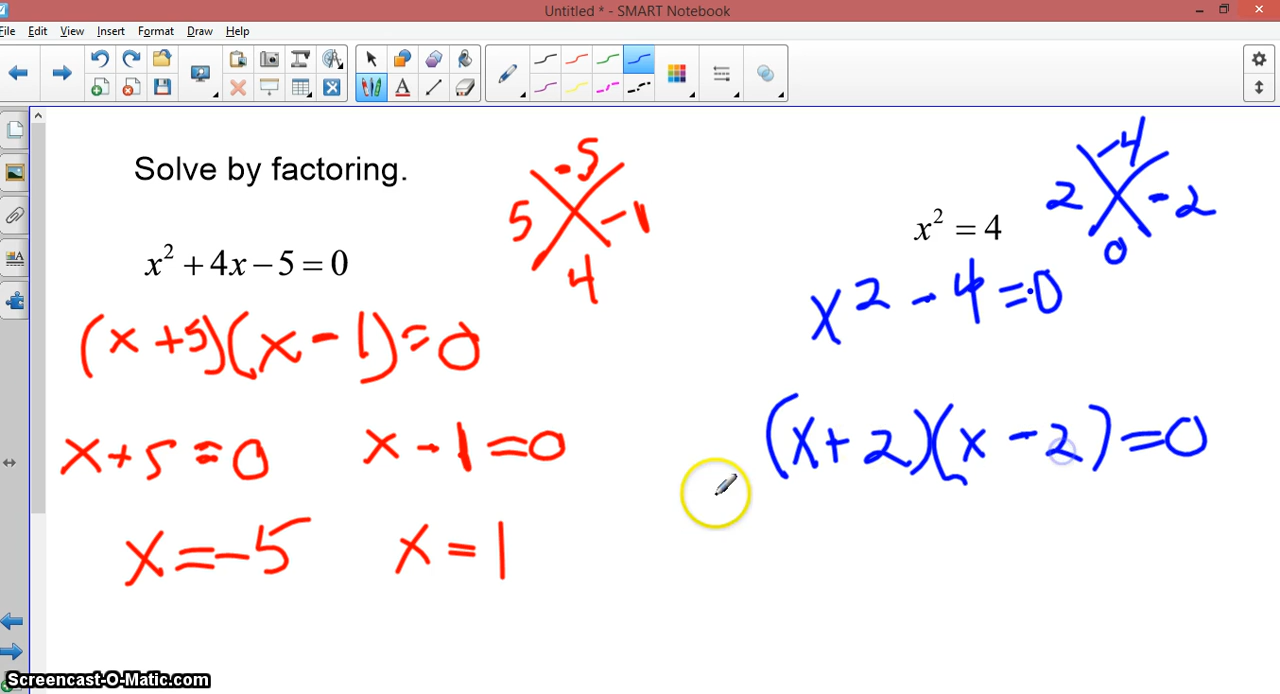 Untitled * - SMART Notebook
File Edit View Insert Format Draw Help
Solve by factoring.
x² + 4x − 5 = 0
-5
5 -1
4
(x + 5)(x - 1) = 0
x + 5 = 0 x - 1 = 0
x = -5 x = 1
x² = 4
-4
2 -2
0
x² - 4 = 0
(x + 2)(x - 2) = 0
Screencast-O-Matic.com